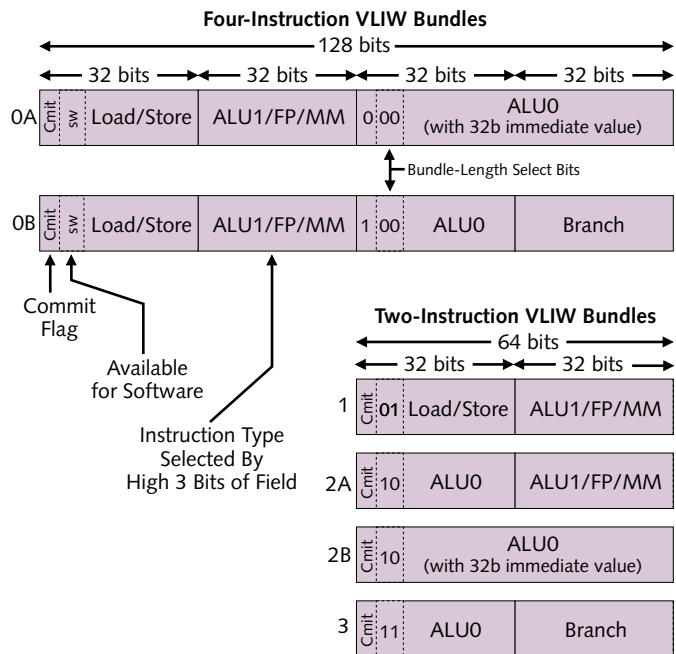 Four-Instruction VLIW Bundles
128 bits
32 bits 32 bits 32 bits 32 bits
0A Cmit sw Load/Store ALU1/FP/MM 0 00 ALU0
(with 32b immediate value)
Bundle-Length Select Bits
0B Cmit sw Load/Store ALU1/FP/MM 1 00 ALU0 Branch
Commit
Flag
Available
for Software
Instruction Type
Selected By
High 3 Bits of Field
Two-Instruction VLIW Bundles
64 bits
32 bits 32 bits
1 Cmit 01 Load/Store ALU1/FP/MM
2A Cmit 10 ALU0 ALU1/FP/MM
2B Cmit 10 ALU0
(with 32b immediate value)
3 Cmit 11 ALU0 Branch